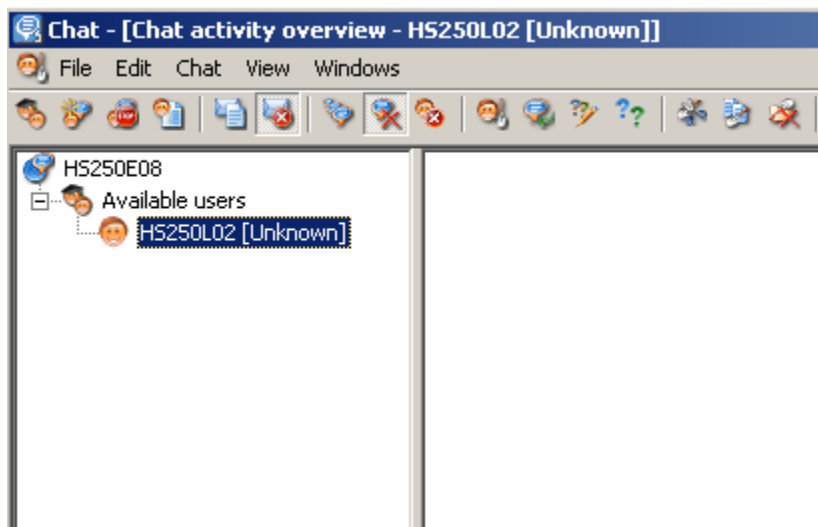 Chat - [Chat activity overview - HS250L02 [Unknown]]
File Edit Chat View Windows
HS250E08
Available users
HS250L02 [Unknown]